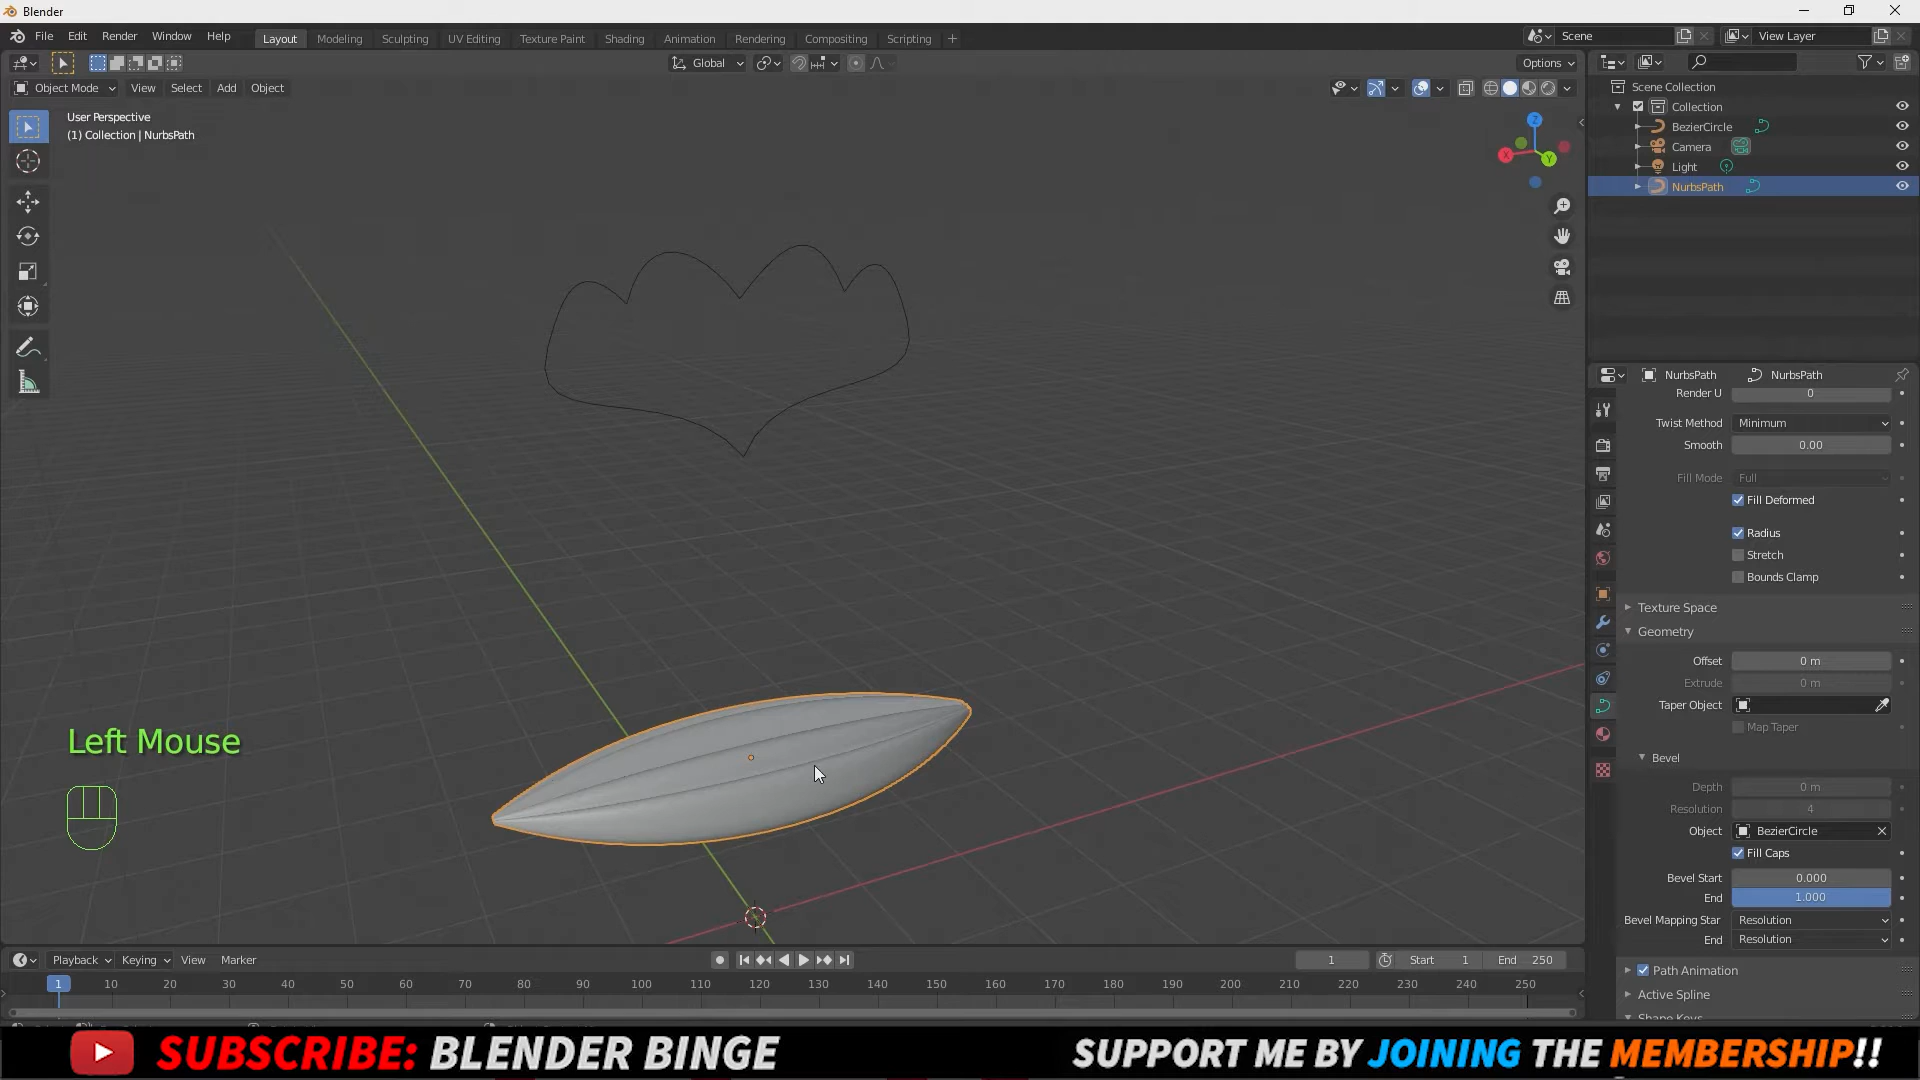 Blender
File Edit Render Window Help
Layout Modeling Sculpting UV Editing Texture Paint Shading Animation Rendering Compositing Scripting +
Scene
View Layer
Global
Options
Object Mode View Select Add Object
User Perspective
(1) Collection | NurbsPath
Z
X
Y
Scene Collection
Collection
BezierCircle
Camera
Light
NurbsPath
NurbsPath NurbsPath
Render U 0
Twist Method Minimum
Smooth 0.00
Fill Mode Full
Fill Deformed
Radius
Stretch
Bounds Clamp
Texture Space
Geometry
Offset 0 m
Extrude 0 m
Taper Object
Map Taper
Bevel
Depth 0 m
Resolution 4
Object BezierCircle
Fill Caps
Bevel Start 0.000
End 1.000
Bevel Mapping Star Resolution
End Resolution
Path Animation
Active Spline
Shape Keys
Left Mouse
Playback Keying View Marker
1 Start 1 End 250
1 10 20 30 40 50 60 70 80 90 100 110 120 130 140 150 160 170 180 190 200 210 220 230 240 250
SUBSCRIBE: BLENDER BINGE
SUPPORT ME BY JOINING THE MEMBERSHIP!!